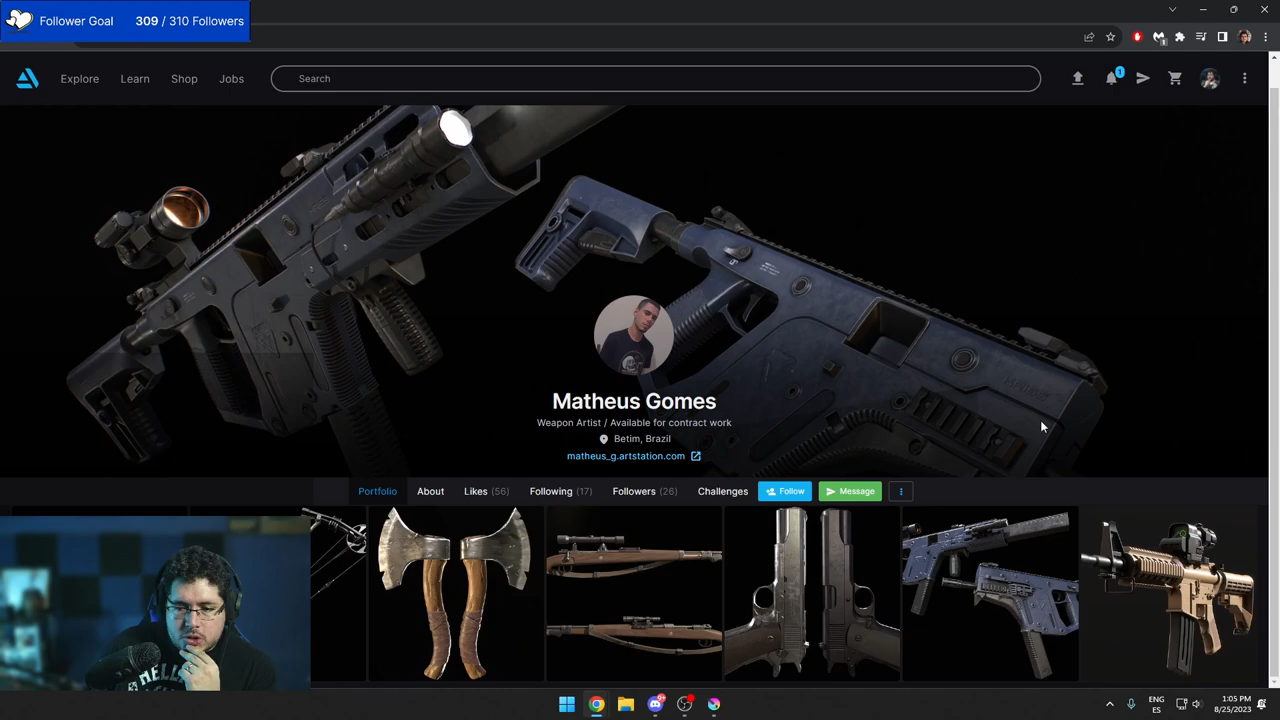 Follower Goal 309 / 310 Followers
Explore Learn Shop Jobs Search 1
Matheus Gomes
Weapon Artist / Available for contract work
Betim, Brazil
matheus_g.artstation.com
Portfolio About Likes (56) Following (17) Followers (26) Challenges Follow Message
9+
ENG
ES
1:05 PM
8/25/2023